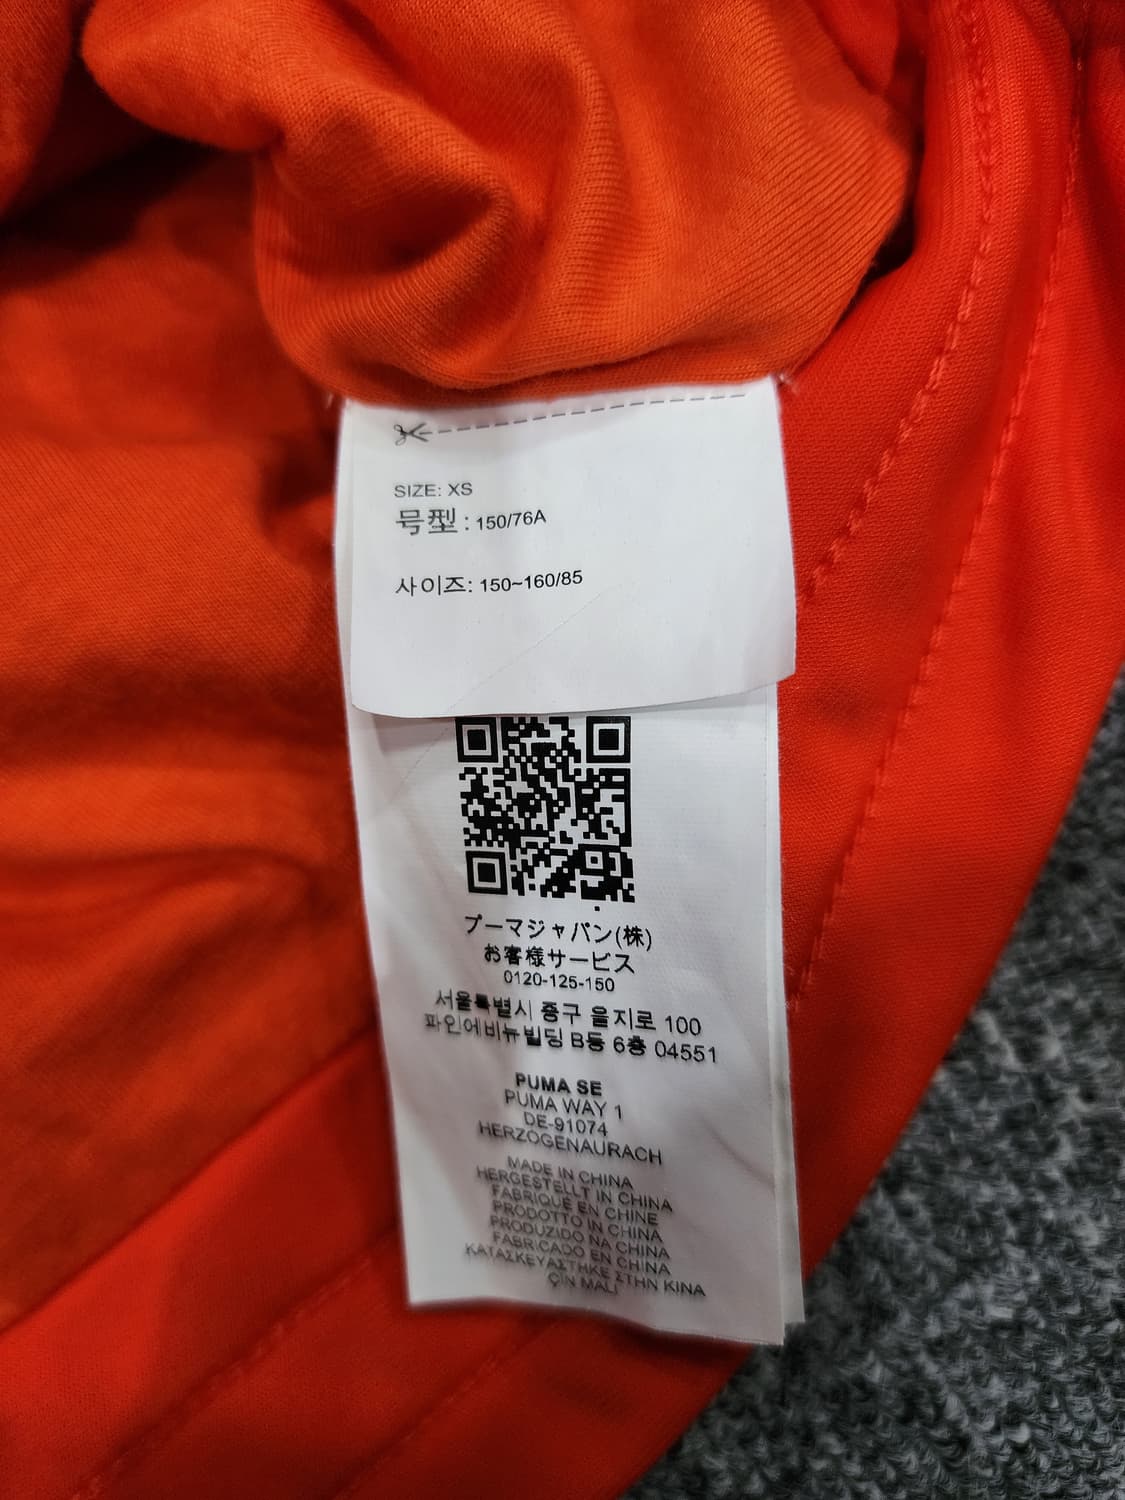 SIZE: XS
号型 : 150/76A
사이즈: 150~160/85
プーマジャパン(株)
お客様サービス
0120-125-150
서울특별시 중구 을지로 100
파인에비뉴빌딩 B동 6층 04551
PUMA SE
PUMA WAY 1
DE-91074
HERZOGENAURACH
MADE IN CHINA
HERGESTELLT IN CHINA
FABRIQUÉ EN CHINE
PRODOTTO IN CHINA
PRODUZIDO NA CHINA
FABRICADO EN CHINA
ΚΑΤΑΣΚΕΥΑΣΤΗΚΕ ΣΤΗΝ ΚΙΝΑ
ÇİN MALI